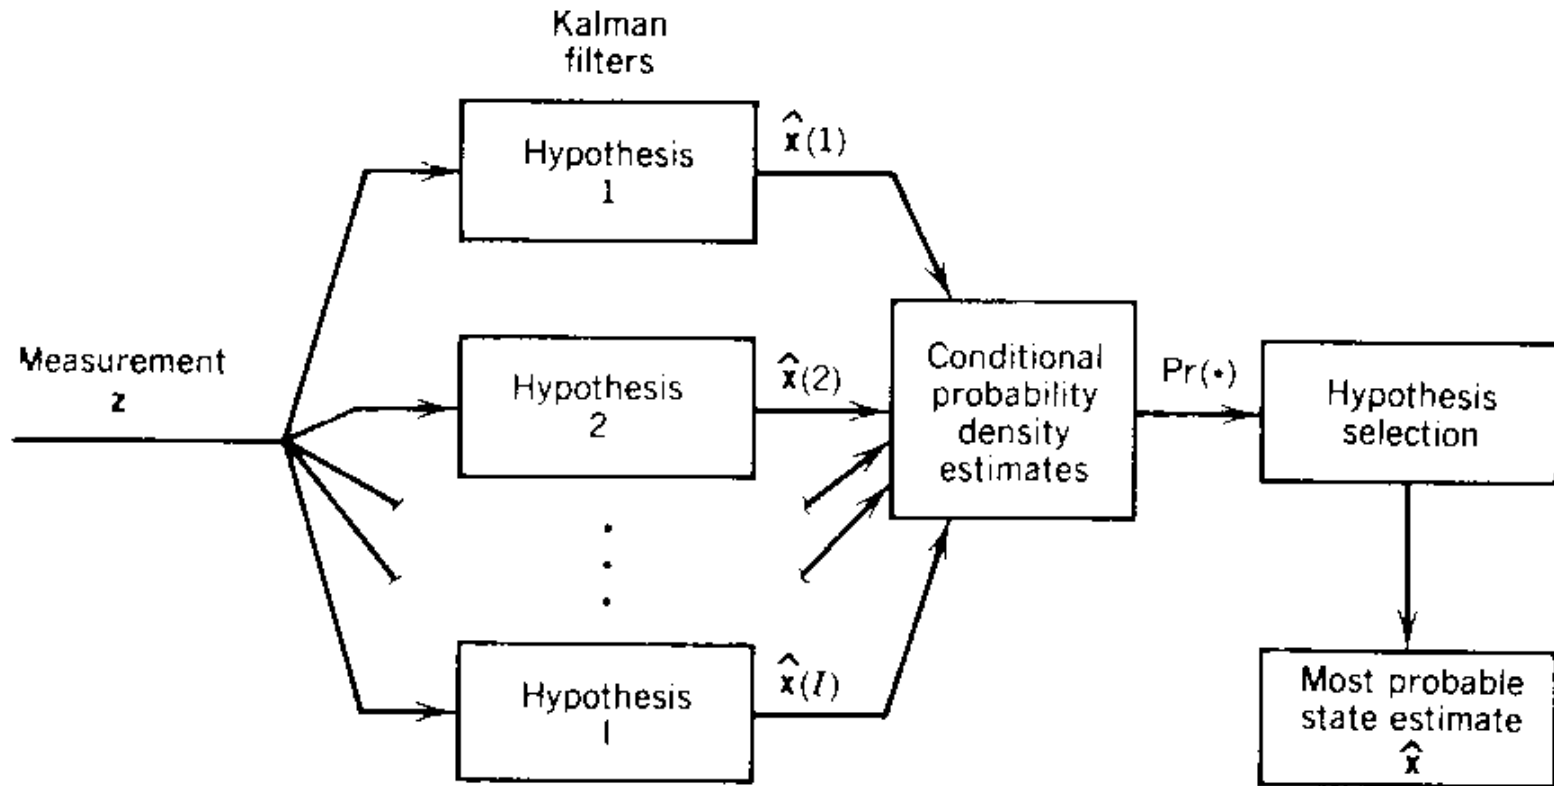 Kalman
filters
Hypothesis
1
x̂(1)
Measurement
z
Hypothesis
2
x̂(2)
Conditional
probability
density
estimates
Pr(•)
Hypothesis
selection
Hypothesis
I
x̂(I)
Most probable
state estimate
x̂